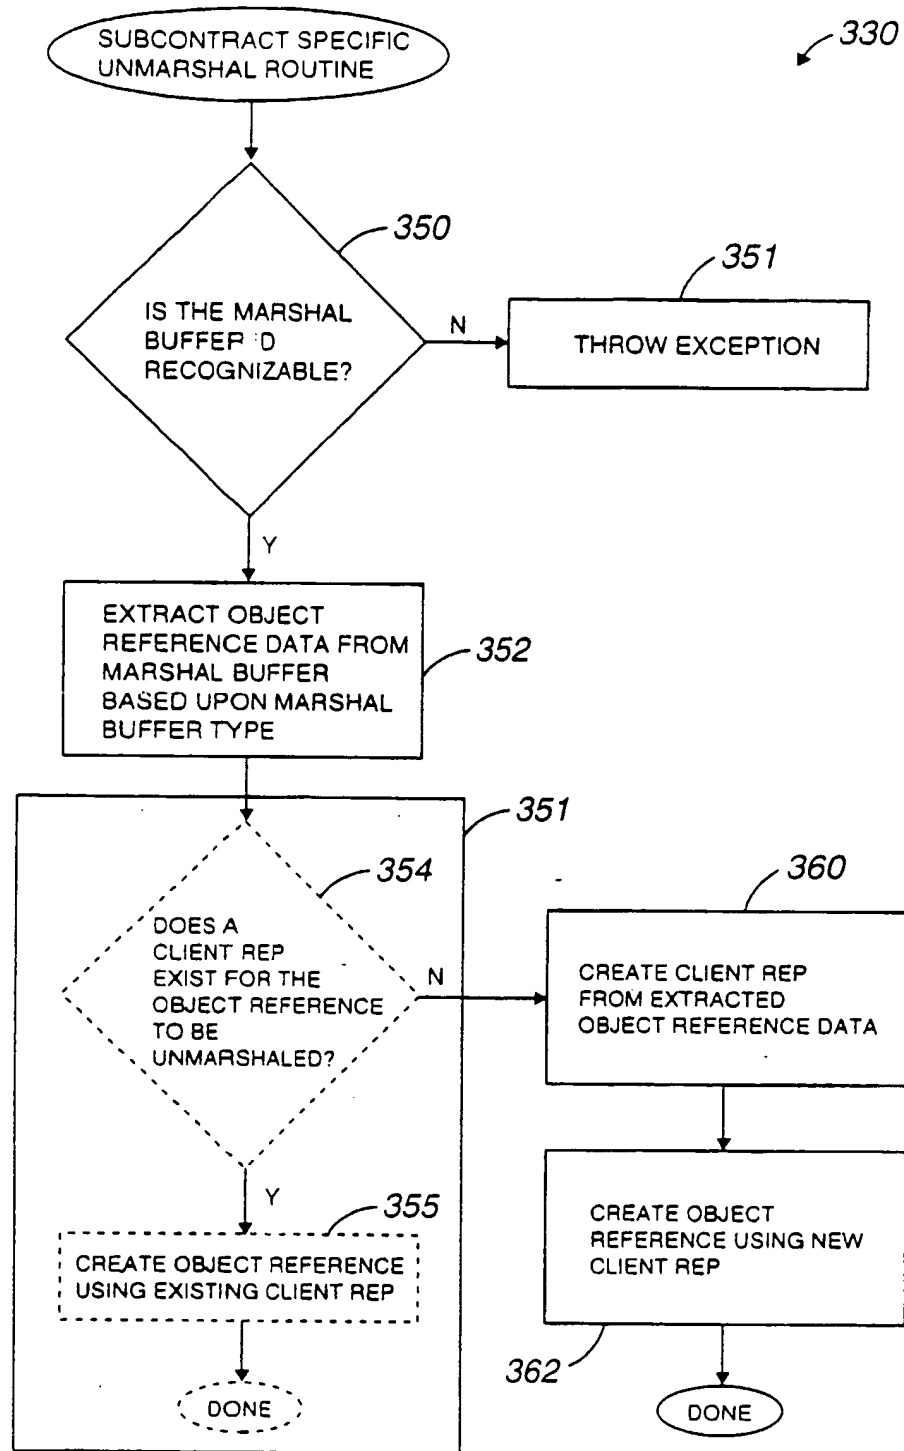 SUBCONTRACT SPECIFIC
UNMARSHAL ROUTINE
330
350
IS THE MARSHAL
BUFFER :D
RECOGNIZABLE?
N
351
THROW EXCEPTION
Y
EXTRACT OBJECT
REFERENCE DATA FROM
MARSHAL BUFFER
BASED UPON MARSHAL
BUFFER TYPE
352
351
354
DOES A
CLIENT REP
EXIST FOR THE
OBJECT REFERENCE
TO BE
UNMARSHALED?
N
360
CREATE CLIENT REP
FROM EXTRACTED
OBJECT REFERENCE DATA
Y
355
CREATE OBJECT REFERENCE
USING EXISTING CLIENT REP
CREATE OBJECT
REFERENCE USING NEW
CLIENT REP
362
DONE
DONE